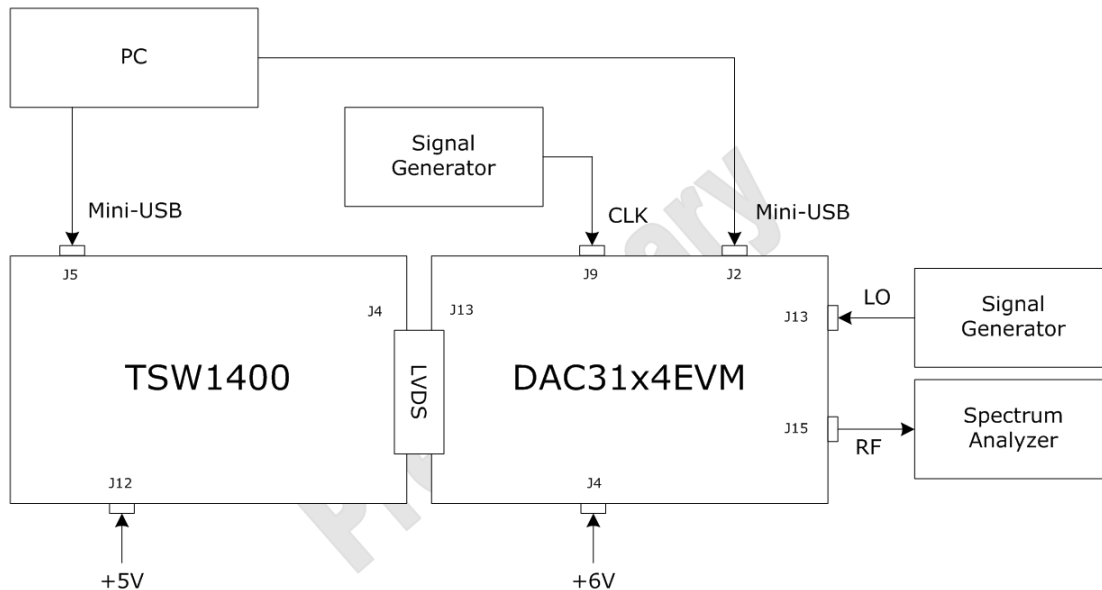 PC
Signal
Generator
Mini-USB
CLK
Mini-USB
J5
J9
J2
J4
J13
J13
LO
Signal
Generator
TSW1400
LVDS
DAC31x4EVM
J15
RF
Spectrum
Analyzer
J12
J4
+5V
+6V